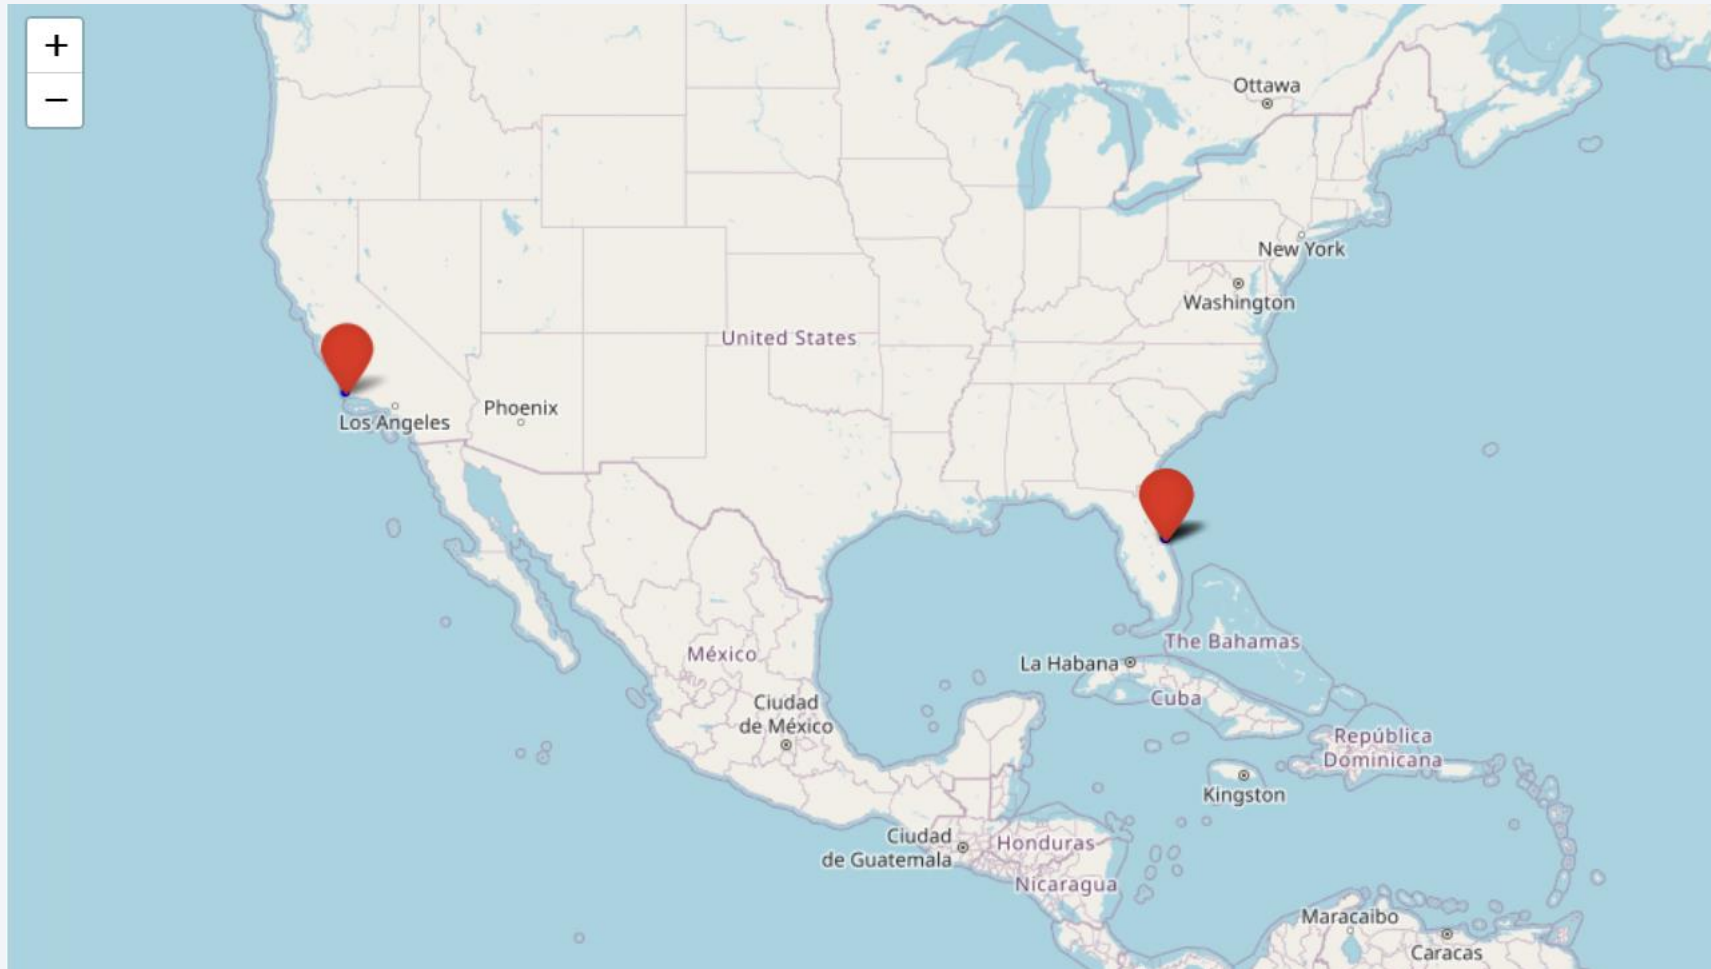 +
−
Ottawa
New York
Washington
United States
Los Angeles
Phoenix
México
The Bahamas
La Habana
Cuba
Ciudad
de México
República
Dominicana
Kingston
Ciudad
de Guatemala
Honduras
Nicaragua
Maracaibo
Caracas